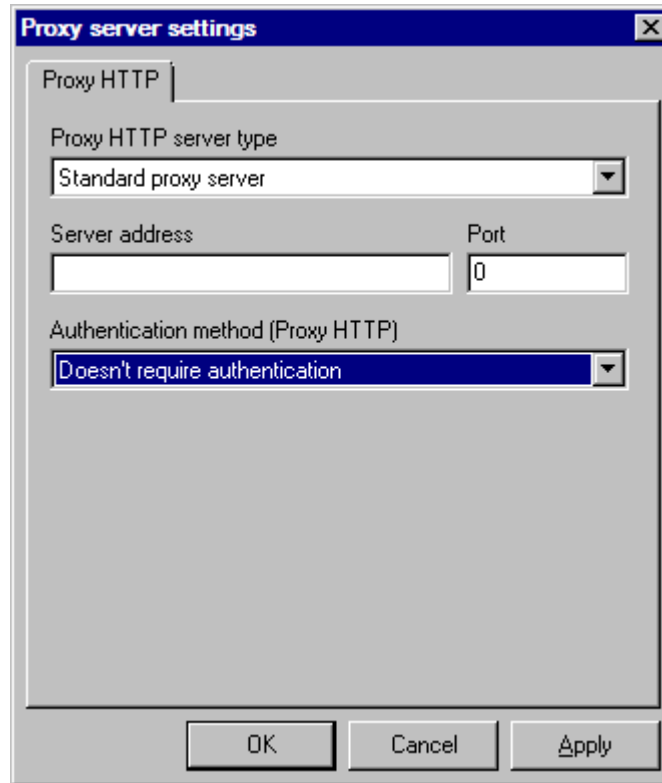 Proxy server settings
Proxy HTTP
Proxy HTTP server type
Standard proxy server
Server address Port
0
Authentication method (Proxy HTTP)
Doesn't require authentication
OK Cancel Apply